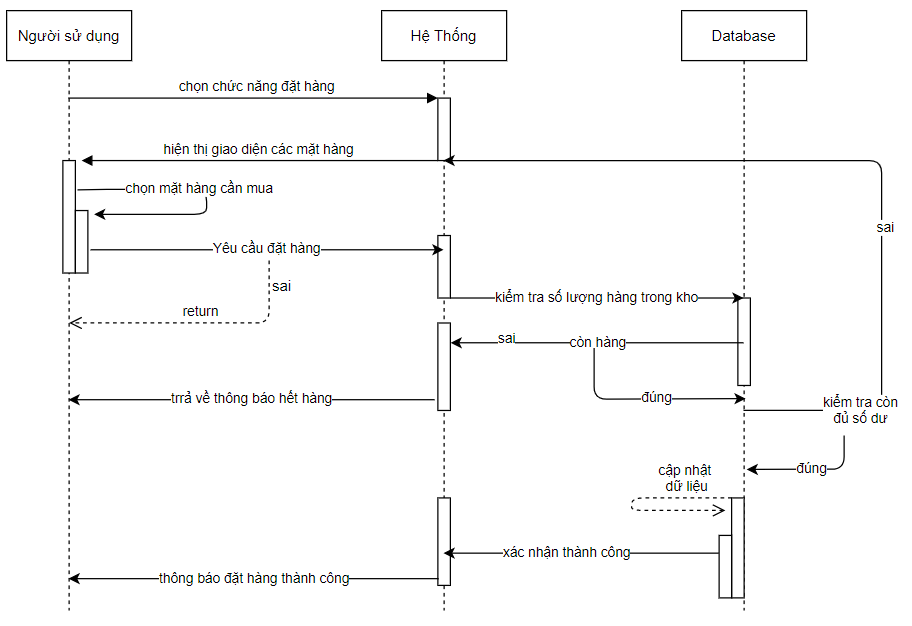 Người sử dụng
Hệ Thống
Database
chọn chức năng đặt hàng
hiện thị giao diện các mặt hàng
chọn mặt hàng cần mua
sai
Yêu cầu đặt hàng
sai
kiểm tra số lượng hàng trong kho
return
sai
còn hàng
trrả về thông báo hết hàng
đúng
kiểm tra còn
đủ số dư
đúng
cập nhật
dữ liệu
xác nhận thành công
thông báo đặt hàng thành công